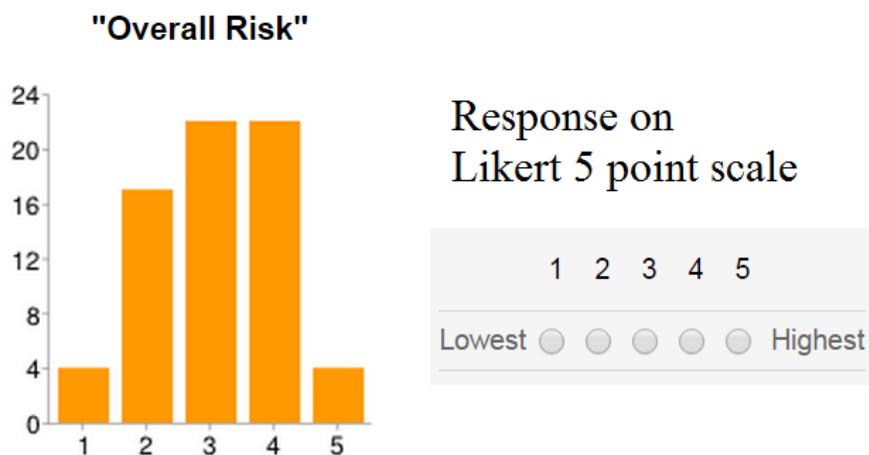 "Overall Risk"
24
20
16
12
8
4
0
1 2 3 4 5
Response on
Likert 5 point scale
1 2 3 4 5
Lowest Highest